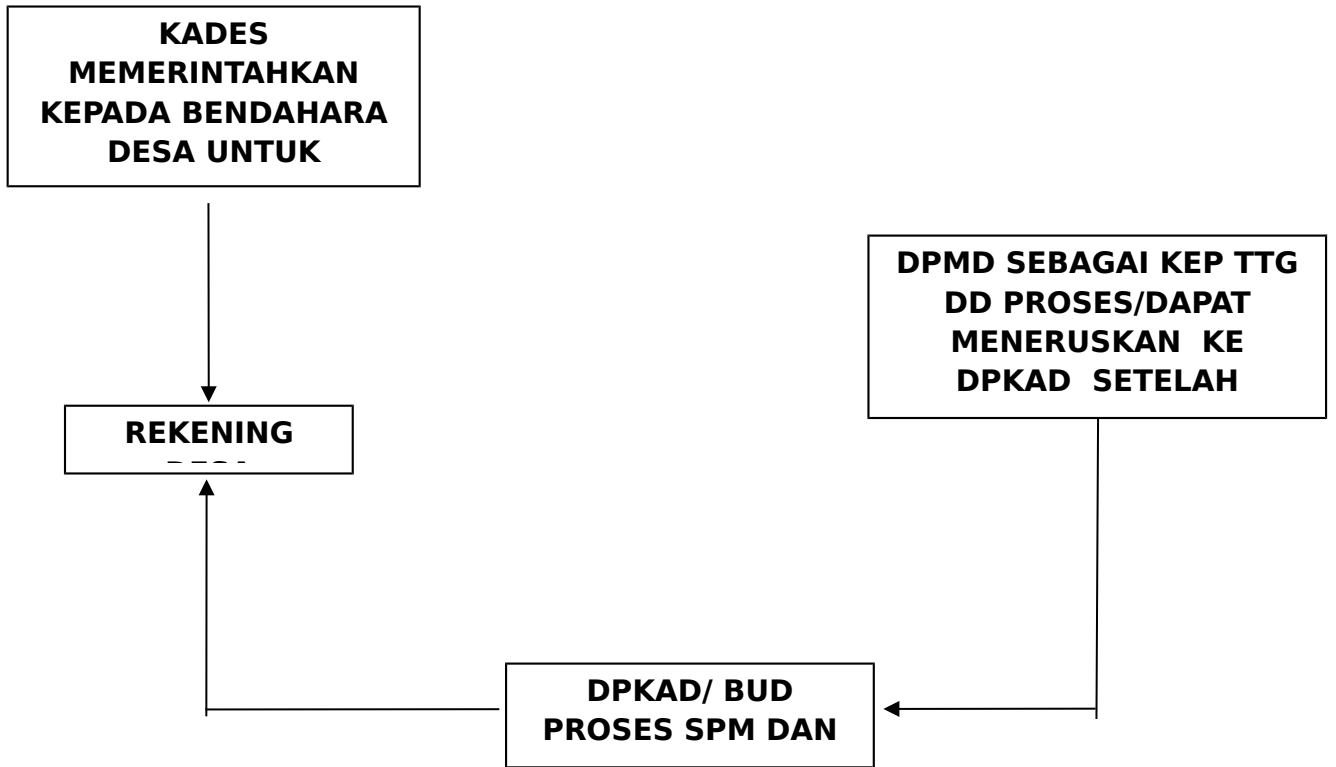 KADES
MEMERINTAHKAN
KEPADA BENDAHARA
DESA UNTUK
DPMD SEBAGAI KEP TTG
DD PROSES/DAPAT
MENERUSKAN KE
DPKAD SETELAH
REKENING
DPKAD/ BUD
PROSES SPM DAN